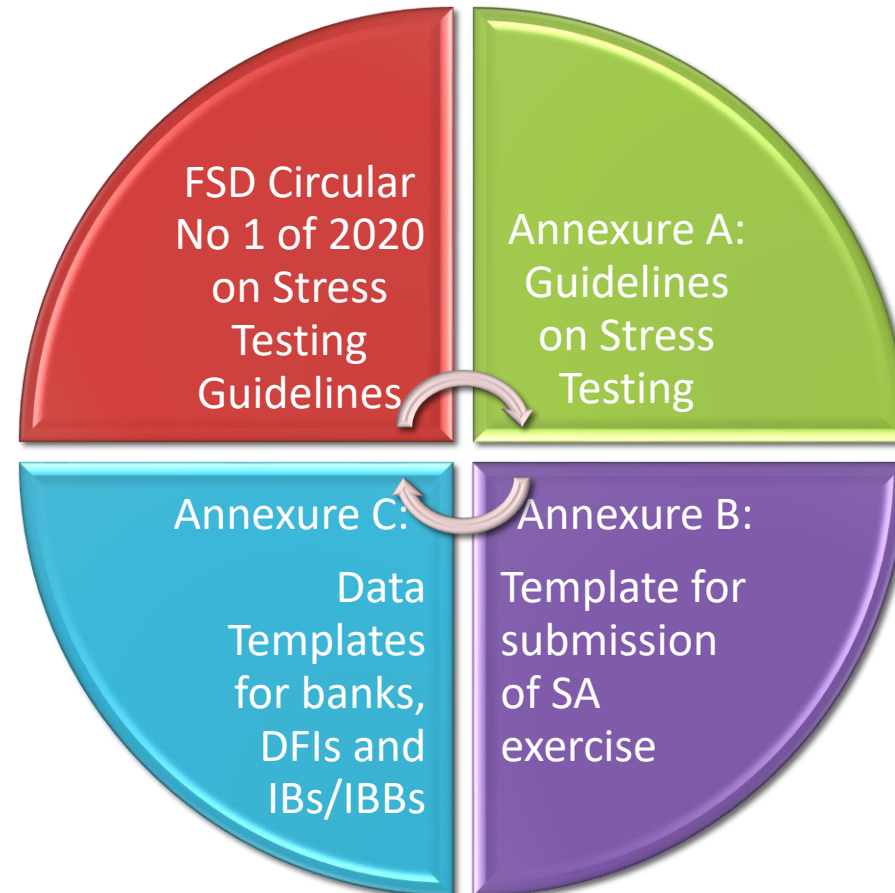 FSD Circular
No 1 of 2020
on Stress
Testing
Guidelines
Annexure A:
Guidelines
on Stress
Testing
Annexure C:
Data
Templates
for banks,
DFIs and
IBs/IBBs
Annexure B:
Template for
submission
of SA
exercise